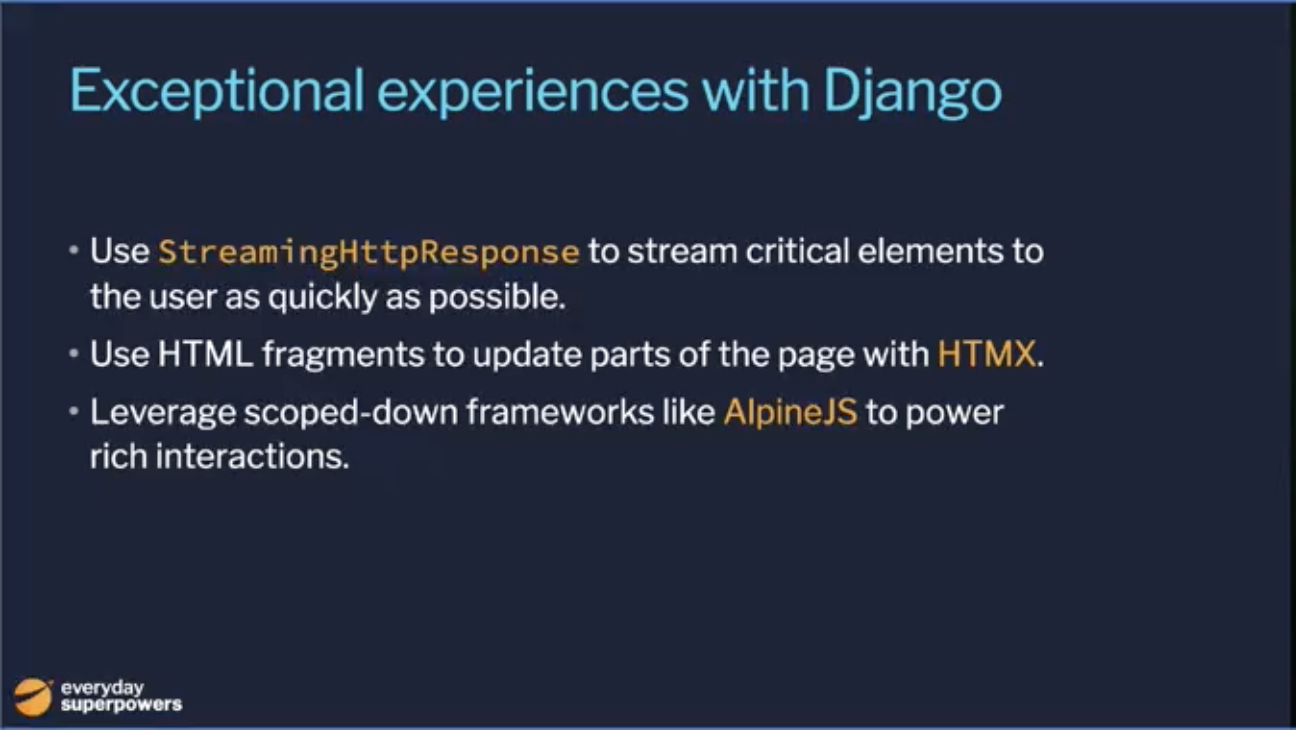 Exceptional experiences with Django
• Use StreamingHttpResponse to stream critical elements to
the user as quickly as possible.
• Use HTML fragments to update parts of the page with HTMX.
• Leverage scoped-down frameworks like AlpineJS to power
rich interactions.
everyday
superpowers